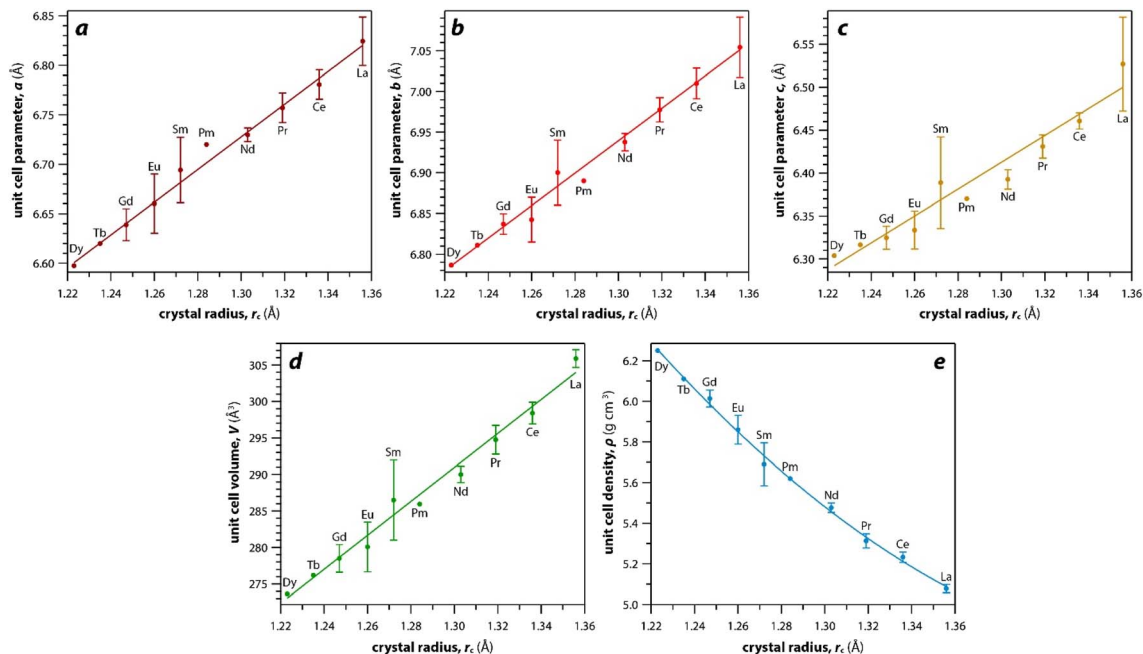 a
unit cell parameter, a (Å)
6.85
6.80
6.75
6.70
6.65
6.60
Dy
Tb
Gd
Eu
Sm
Pm
Nd
Pr
Ce
La
1.22 1.24 1.26 1.28 1.30 1.32 1.34 1.36
crystal radius, rc (Å)
b
unit cell parameter, b (Å)
7.05
7.00
6.95
6.90
6.85
6.80
Dy
Tb
Gd
Eu
Sm
Pm
Nd
Pr
Ce
La
1.22 1.24 1.26 1.28 1.30 1.32 1.34 1.36
crystal radius, rc (Å)
c
unit cell parameter c, (Å)
6.55
6.50
6.45
6.40
6.35
6.30
Dy
Tb
Gd
Eu
Sm
Pm
Nd
Pr
Ce
La
1.22 1.24 1.26 1.28 1.30 1.32 1.34 1.36
crystal radius, rc (Å)
d
unit cell volume, V (Å³)
305
300
295
290
285
280
275
Dy
Tb
Gd
Eu
Sm
Pm
Nd
Pr
Ce
La
1.22 1.24 1.26 1.28 1.30 1.32 1.34 1.36
crystal radius, rc (Å)
e
unit cell density, ρ (g cm³)
6.2
6.0
5.8
5.6
5.4
5.2
5.0
Dy
Tb
Gd
Eu
Sm
Pm
Nd
Pr
Ce
La
1.22 1.24 1.26 1.28 1.30 1.32 1.34 1.36
crystal radius, rc (Å)